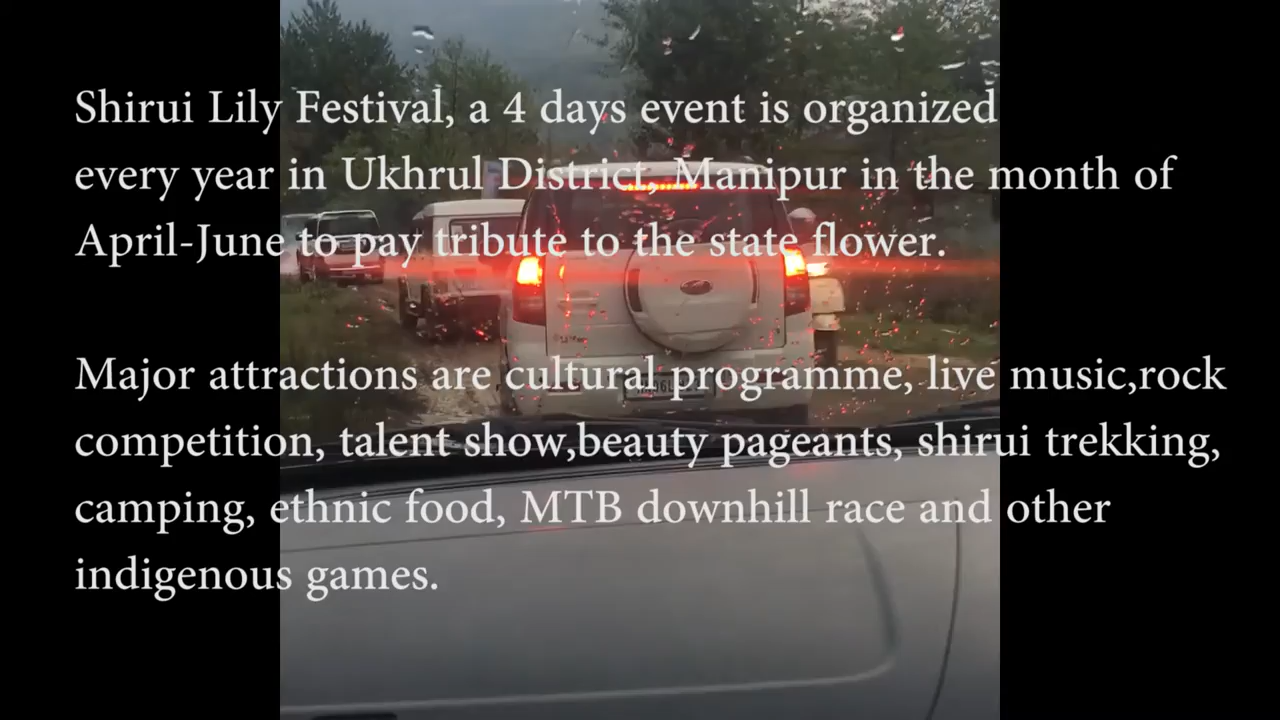 Shirui Lily Festival, a 4 days event is organized
every year in Ukhrul District, Manipur in the month of
April-June to pay tribute to the state flower.
Major attractions are cultural programme, live music,rock
competition, talent show,beauty pageants, shirui trekking,
camping, ethnic food, MTB downhill race and other
indigenous games.